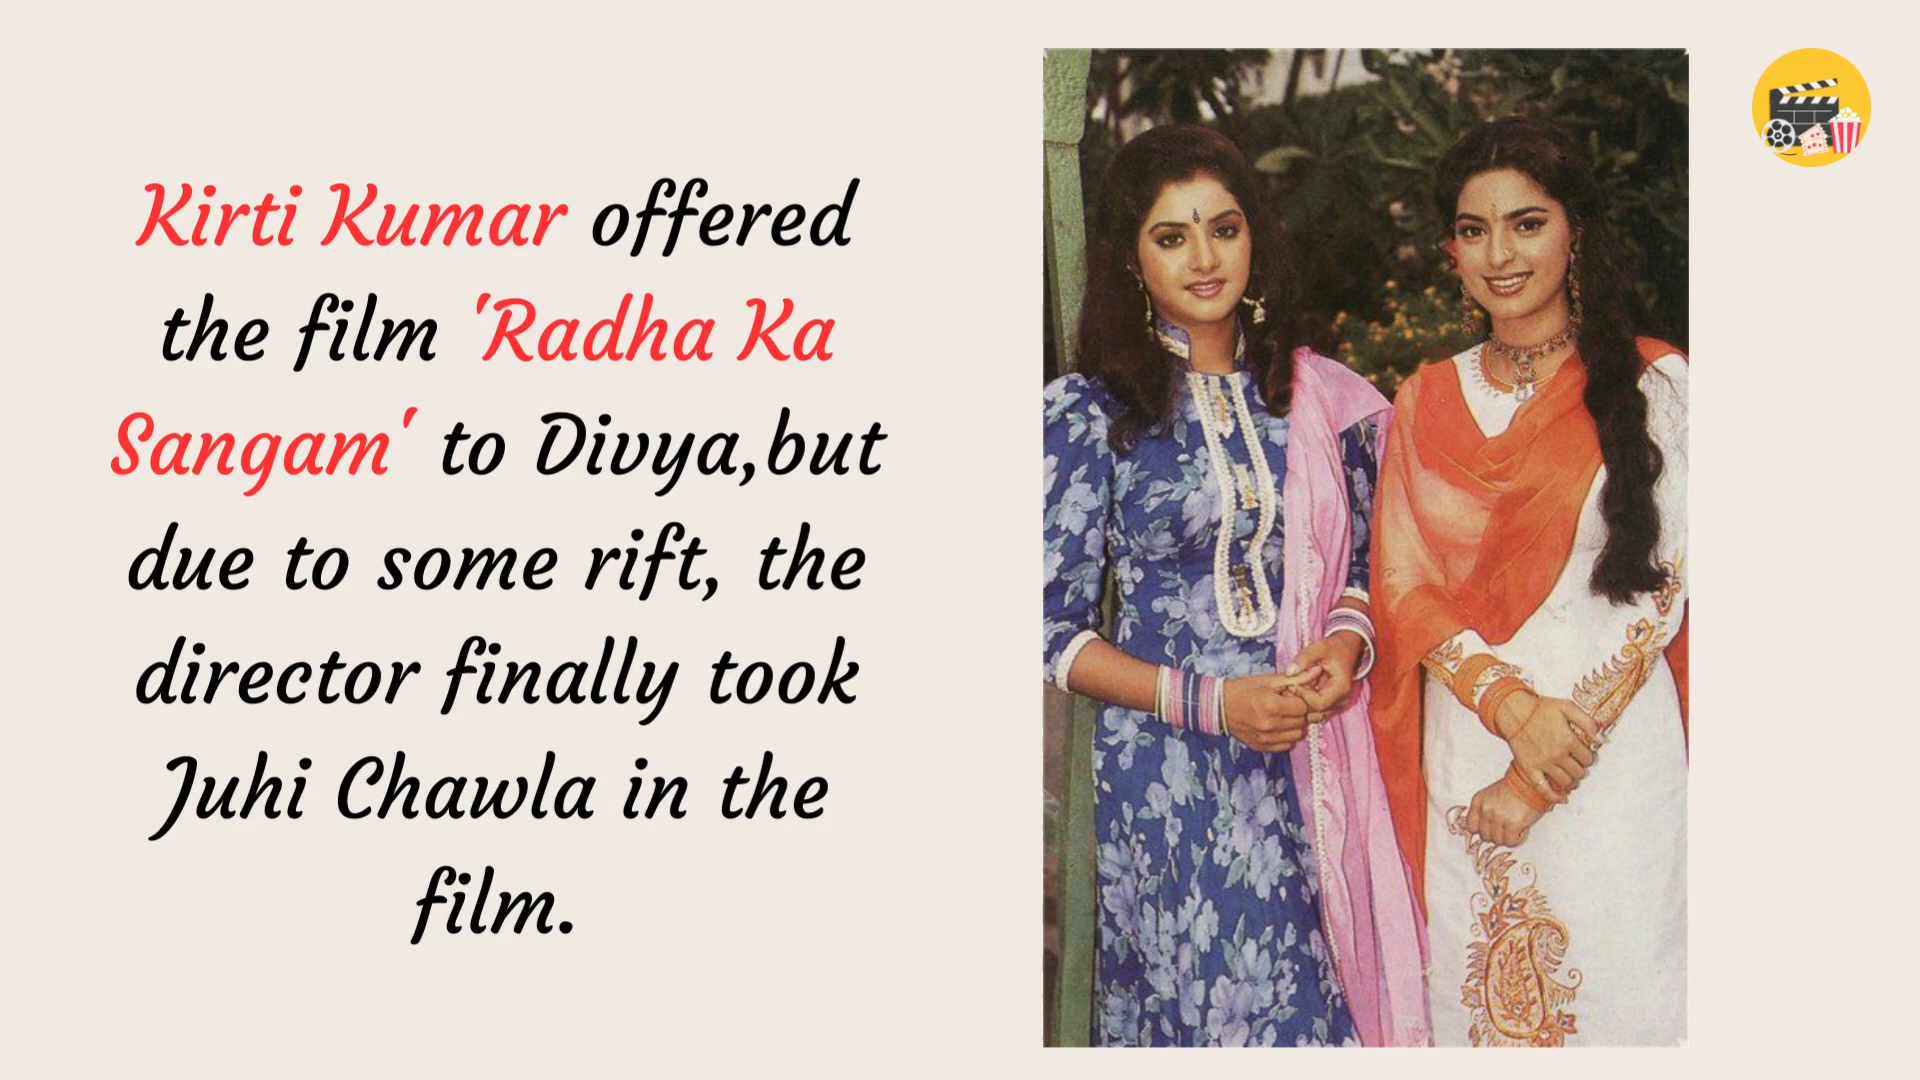 Kirti Kumar offered
the film 'Radha Ka
Sangam' to Divya,but
due to some rift, the
director finally took
Juhi Chawla in the
film.